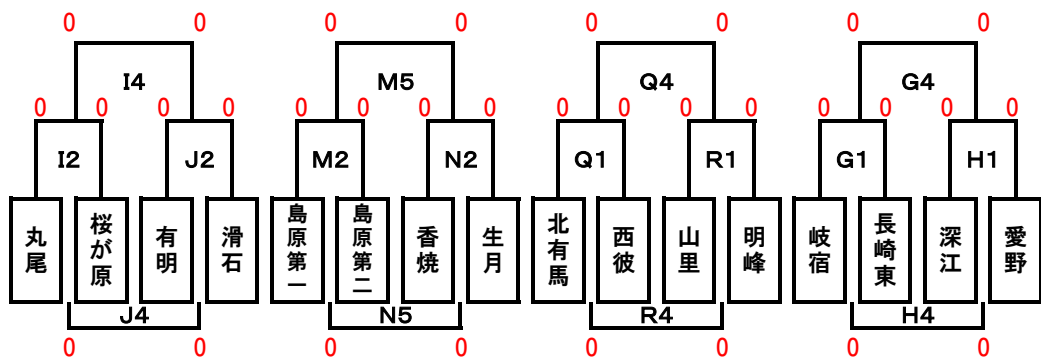 0 0 0 0 0 0 0 0
I4 M5 Q4 G4
0 0 0 0 0 0 0 0 0 0 0 0 0 0 0 0
I2 J2 M2 N2 Q1 R1 G1 H1
丸尾 桜が原 有明 滑石 島原第一 島原第二 香焼 生月 北有馬 西彼 山里 明峰 岐宿 長崎東 深江 愛野
J4 N5 R4 H4
0 0 0 0 0 0 0 0